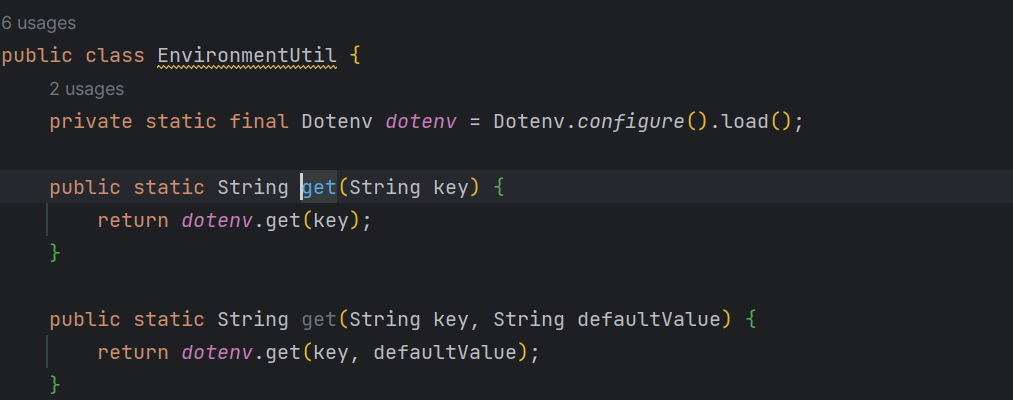 6 usages
public class EnvironmentUtil {
2 usages
private static final Dotenv dotenv = Dotenv.configure().load();
public static String get(String key) {
return dotenv.get(key);
}
public static String get(String key, String defaultValue) {
return dotenv.get(key, defaultValue);
}